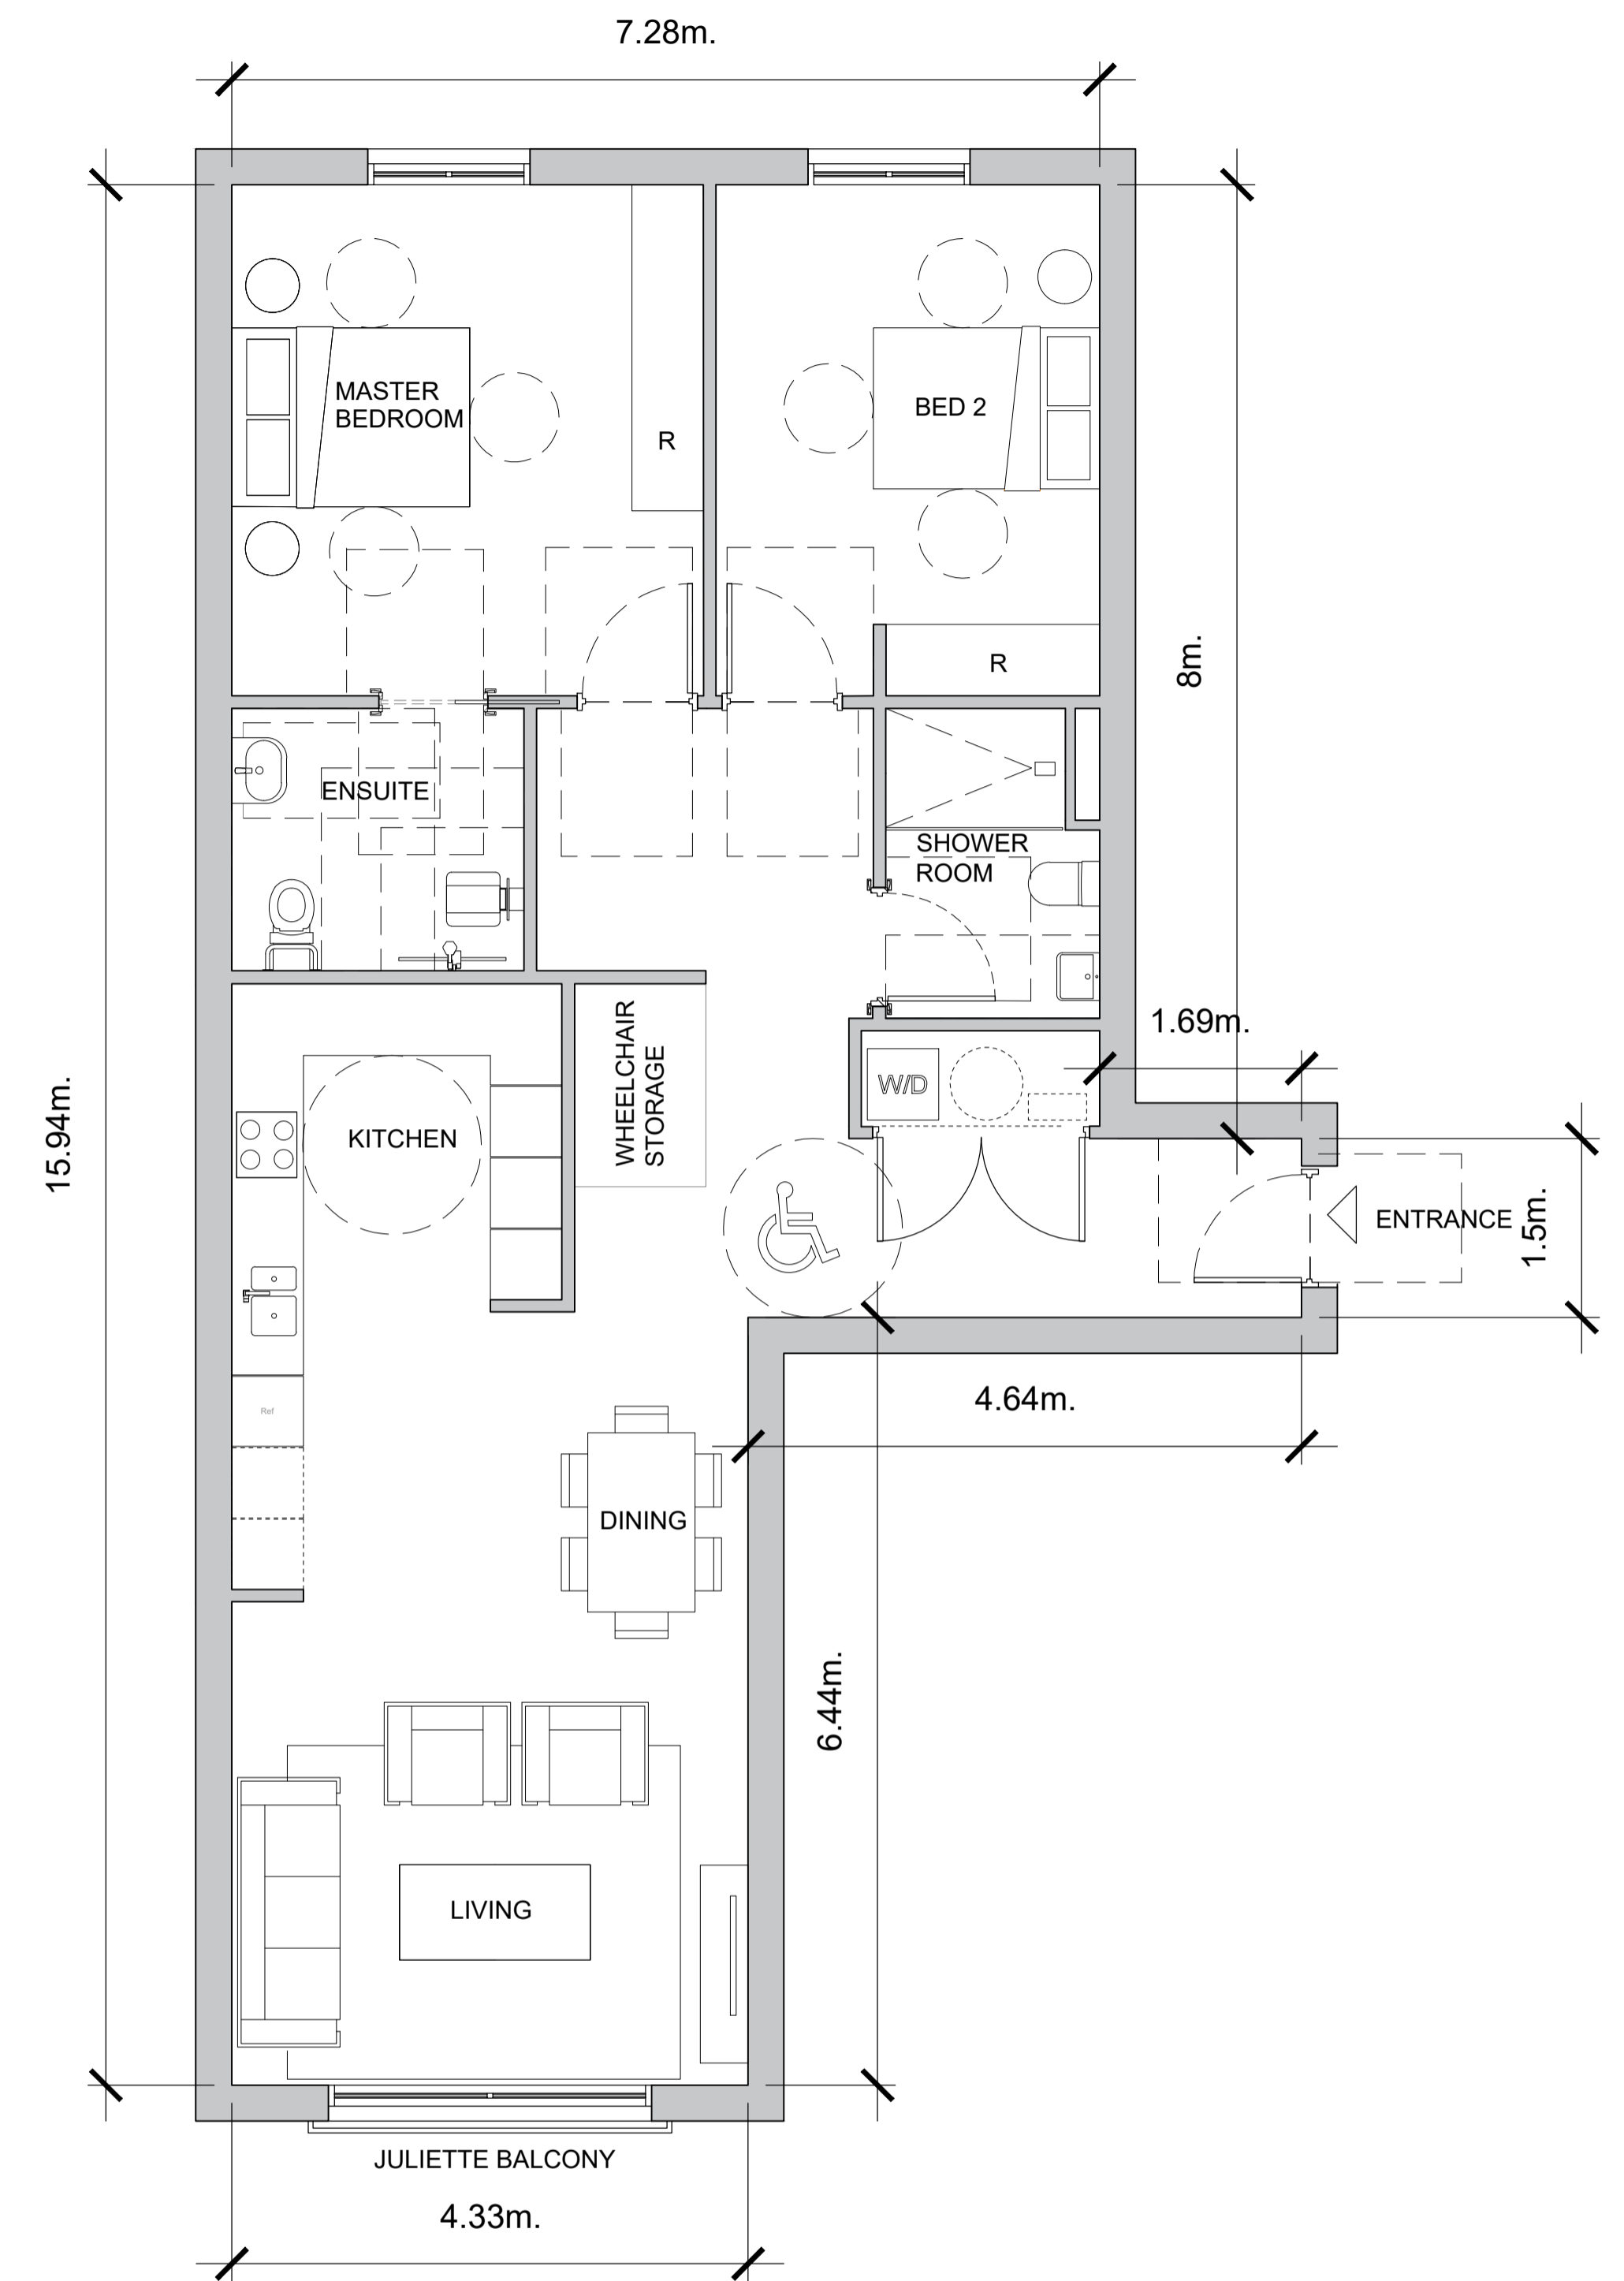 7.28m.
MASTER
BEDROOM
BED 2
R
R
8m.
ENSUITE
SHOWER
ROOM
1.69m.
WHEELCHAIR
STORAGE
W/D
15.94m.
KITCHEN
ENTRANCE
1.5m.
4.64m.
Ref
DINING
6.44m.
LIVING
JULIETTE BALCONY
4.33m.